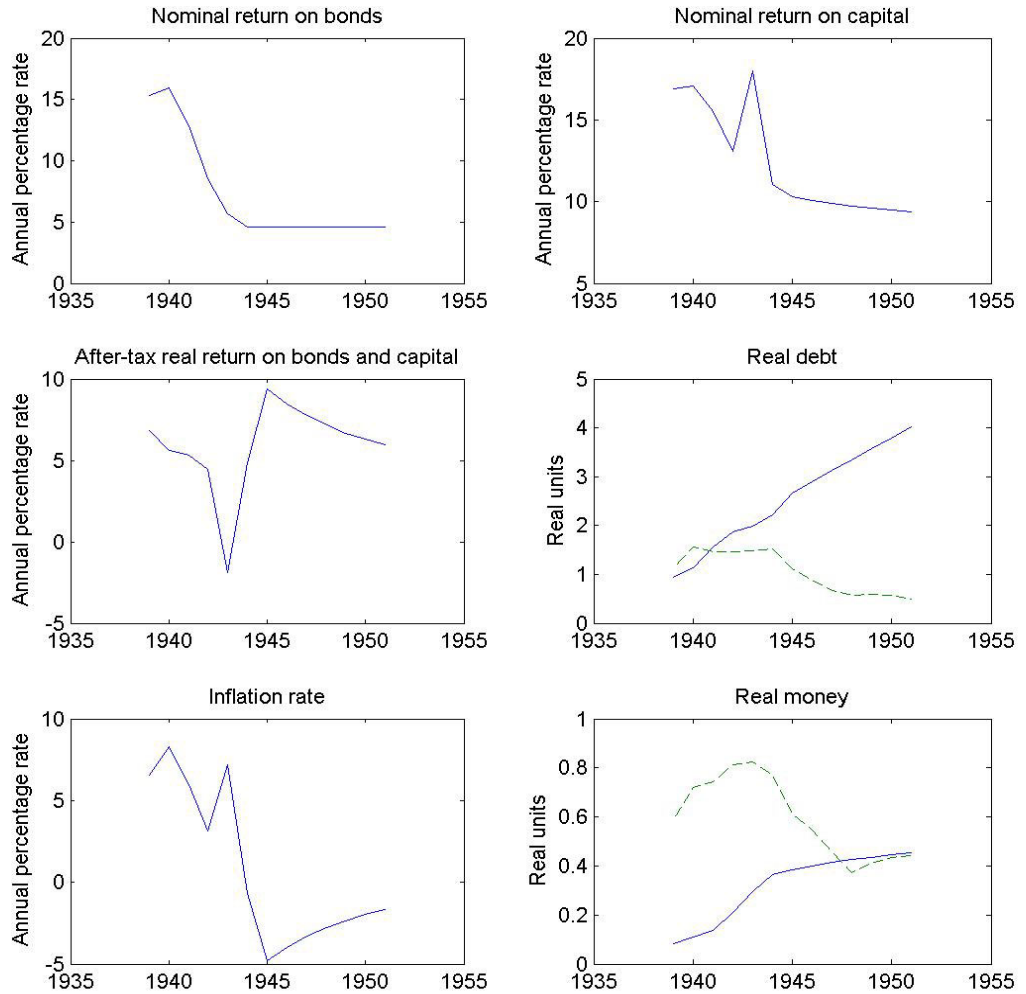 Nominal return on bonds
Annual percentage rate
20
15
10
5
0
1935 1940 1945 1950 1955
Nominal return on capital
Annual percentage rate
20
15
10
5
1935 1940 1945 1950 1955
After-tax real return on bonds and capital
Annual percentage rate
10
5
0
-5
1935 1940 1945 1950 1955
Real debt
Real units
5
4
3
2
1
0
1935 1940 1945 1950 1955
Inflation rate
Annual percentage rate
10
5
0
-5
1935 1940 1945 1950 1955
Real money
Real units
1
0.8
0.6
0.4
0.2
0
1935 1940 1945 1950 1955